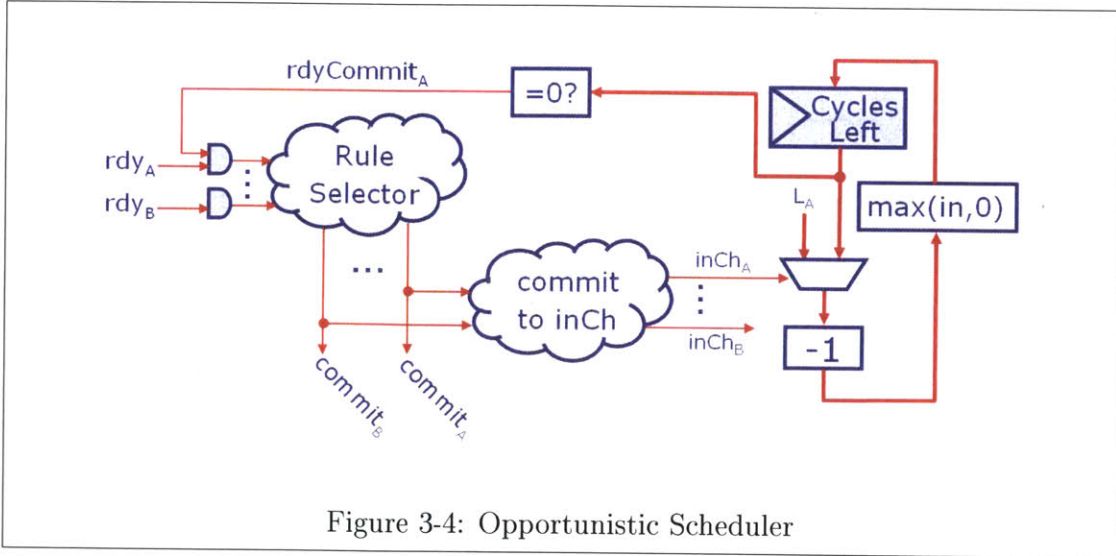 rdyCommit_A
=0?
Cycles
Left
rdy_A
Rule
Selector
rdy_B
L_A
max(in,0)
...
commit
to inCh
inCh_A
inCh_B
-1
commit_B
commit_A
Figure 3-4: Opportunistic Scheduler